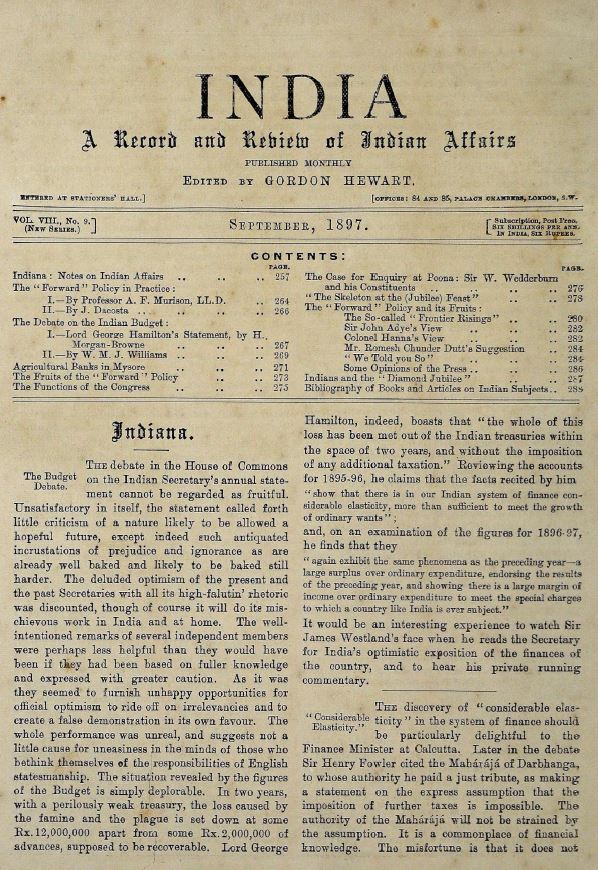 INDIA
A Record and Review of Indian Affairs
PUBLISHED MONTHLY
EDITED BY GORDON HEWART.
ENTERED AT STATIONERS' HALL.]
[OFFICES: 84 AND 85, PALACE CHAMBERS, LONDON, S.W.
VOL. VIII., No. 9.
(NEW SERIES.) ]
SEPTEMBER, 1897.
[ Subscription, Post Free.
SIX SHILLINGS PER ANN.
IN INDIA, SIX RUPEES.
CONTENTS:
PAGE.
Indiana: Notes on Indian Affairs .. .. .. 257
The "Forward" Policy in Practice:
I.—By Professor A. F. Murison, LL.D. .. 264
II.—By J. Dacosta .. .. .. .. 266
The Debate on the Indian Budget:
I.—Lord George Hamilton's Statement, by H.
Morgan-Browne .. .. .. .. 267
II.—By W. M. J. Williams .. .. .. 269
Agricultural Banks in Mysore .. .. .. 271
The Fruits of the "Forward" Policy .. .. 273
The Functions of the Congress .. .. .. 275
PAGE.
The Case for Enquiry at Poona: Sir W. Wedderburn
and his Constituents .. .. .. .. 276
"The Skeleton at the (Jubilee) Feast" .. .. 278
The "Forward" Policy and its Fruits:
The So-called "Frontier Risings" .. .. 280
Sir John Adye's View .. .. .. 282
Colonel Hanna's View .. .. .. 282
Mr. Romesh Chunder Dutt's Suggestion .. 284
"We Told you So" .. .. .. .. 284
Some Opinions of the Press .. .. .. 286
Indians and the "Diamond Jubilee" .. .. 287
Bibliography of Books and Articles on Indian Subjects.. 288
Indiana.
The Budget
Debate.
THE debate in the House of Commons
on the Indian Secretary's annual state-
ment cannot be regarded as fruitful.
Unsatisfactory in itself, the statement called forth
little criticism of a nature likely to be allowed a
hopeful future, except indeed such antiquated
incrustations of prejudice and ignorance as are
already well baked and likely to be baked still
harder. The deluded optimism of the present and
the past Secretaries with all its high-falutin' rhetoric
was discounted, though of course it will do its mis-
chievous work in India and at home. The well-
intentioned remarks of several independent members
were perhaps less helpful than they would have
been if they had been based on fuller knowledge
and expressed with greater caution. As it was
they seemed to furnish unhappy opportunities for
official optimism to ride off on irrelevancies and to
create a false demonstration in its own favour. The
whole performance was unreal, and suggests not a
little cause for uneasiness in the minds of those who
bethink themselves of the responsibilities of English
statesmanship. The situation revealed by the figures
of the Budget is simply deplorable. In two years,
with a perilously weak treasury, the loss caused by
the famine and the plague is set down at some
Rx.12,000,000 apart from some Rx.2,000,000 of
advances, supposed to be recoverable. Lord George
Hamilton, indeed, boasts that "the whole of this
loss has been met out of the Indian treasuries within
the space of two years, and without the imposition
of any additional taxation." Reviewing the accounts
for 1895-96, he claims that the facts recited by him
"show that there is in our Indian system of finance con-
siderable elasticity, more than sufficient to meet the growth
of ordinary wants";
and, on an examination of the figures for 1896-97,
he finds that they
"again exhibit the same phenomena as the preceding year—a
large surplus over ordinary expenditure, endorsing the results
of the preceding year, and showing there is a large margin of
income over ordinary expenditure to meet the special charges
to which a country like India is ever subject."
It would be an interesting experience to watch Sir
James Westland's face when he reads the Secretary
for India's optimistic exposition of the finances of
the country, and to hear his private running
commentary.
"Considerable
Elasticity."
THE discovery of "considerable elas-
ticity" in the system of finance should
be particularly delightful to the
Finance Minister at Calcutta. Later in the debate
Sir Henry Fowler cited the Mahárájá of Darbhanga,
to whose authority he paid a just tribute, as making
a statement on the express assumption that the
imposition of further taxes is impossible. The
authority of the Mahárájá will not be strained by
the assumption. It is a commonplace of financial
knowledge. The misfortune is that it does not